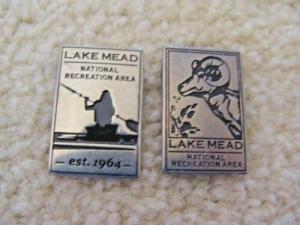 LAKE MEAD
NATIONAL
RECREATION AREA
– est. 1964 –
LAKE MEAD
NATIONAL
RECREATION AREA